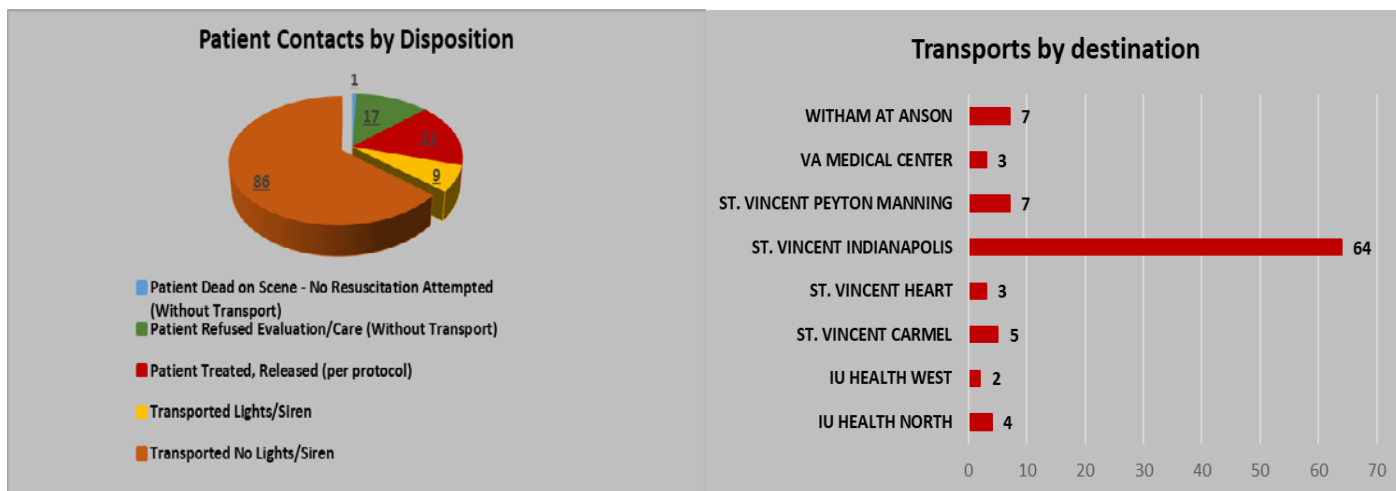 Patient Contacts by Disposition
1
17
22
9
86
Patient Dead on Scene - No Resuscitation Attempted
(Without Transport)
Patient Refused Evaluation/Care (Without Transport)
Patient Treated, Released (per protocol)
Transported Lights/Siren
Transported No Lights/Siren
Transports by destination
WITHAM AT ANSON 7
VA MEDICAL CENTER 3
ST. VINCENT PEYTON MANNING 7
ST. VINCENT INDIANAPOLIS 64
ST. VINCENT HEART 3
ST. VINCENT CARMEL 5
IU HEALTH WEST 2
IU HEALTH NORTH 4
0 10 20 30 40 50 60 70